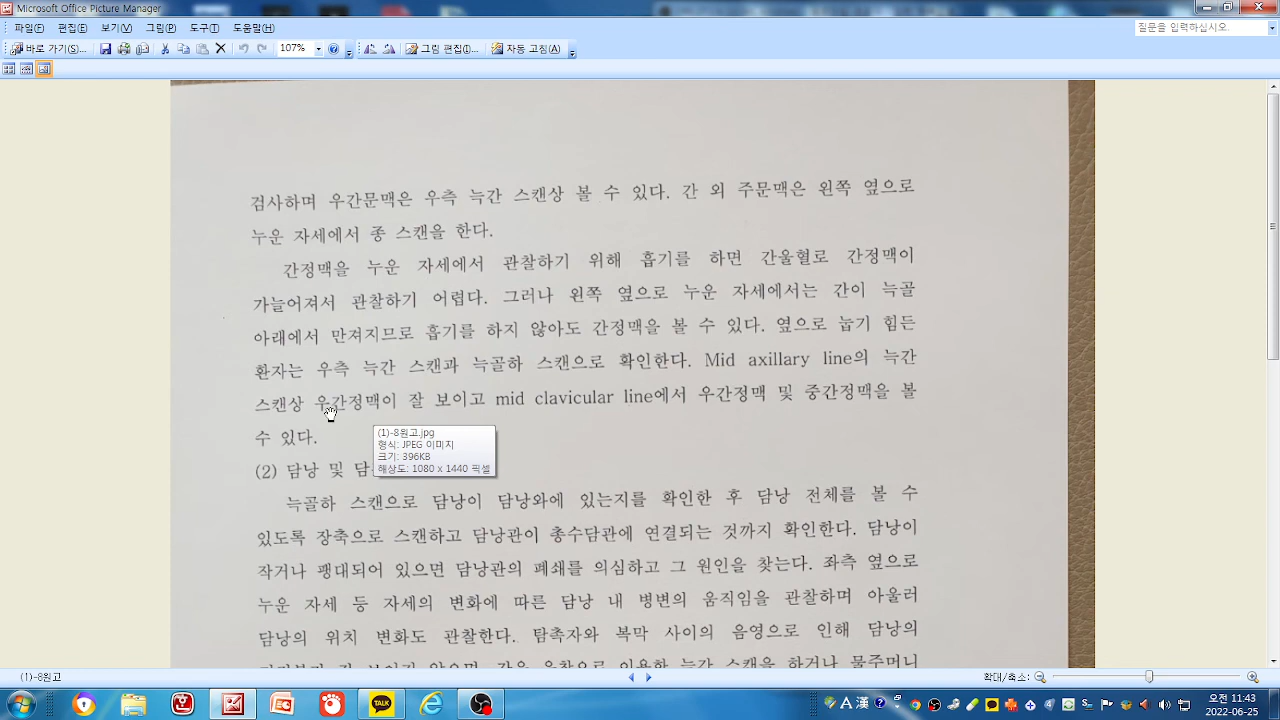 Microsoft Office Picture Manager
파일(F) 편집(E) 보기(V) 그림(P) 도구(T) 도움말(H)
질문을 입력하십시오.
바로 가기(S)... 107% 그림 편집(E)... 자동 고침(A)
검사하며 우간문맥은 우측 늑간 스캔상 볼 수 있다. 간 외 주문맥은 왼쪽 옆으로
누운 자세에서 종 스캔을 한다.
간정맥을 누운 자세에서 관찰하기 위해 흡기를 하면 간울혈로 간정맥이
가늘어져서 관찰하기 어렵다. 그러나 왼쪽 옆으로 누운 자세에서는 간이 늑골
아래에서 만져지므로 흡기를 하지 않아도 간정맥을 볼 수 있다. 옆으로 눕기 힘든
환자는 우측 늑간 스캔과 늑골하 스캔으로 확인한다. Mid axillary line의 늑간
스캔상 우간정맥이 잘 보이고 mid clavicular line에서 우간정맥 및 중간정맥을 볼
수 있다.
(1)-8원고.jpg
형식: JPEG 이미지
크기: 396KB
해상도: 1080 x 1440 픽셀
(2) 담낭 및 담
늑골하 스캔으로 담낭이 담낭와에 있는지를 확인한 후 담낭 전체를 볼 수
있도록 장축으로 스캔하고 담낭관이 총수담관에 연결되는 것까지 확인한다. 담낭이
작거나 팽대되어 있으면 담낭관의 폐쇄를 의심하고 그 원인을 찾는다. 좌측 옆으로
누운 자세 등 자세의 변화에 따른 담낭 내 병변의 움직임을 관찰하며 아울러
담낭의 위치 변화도 관찰한다. 탐촉자와 복막 사이의 음영으로 인해 담낭의
늑간 스캔을 하거나 물주머니
(1)-8원고
확대/축소:
TALK
A 漢
오전 11:43
2022-06-25